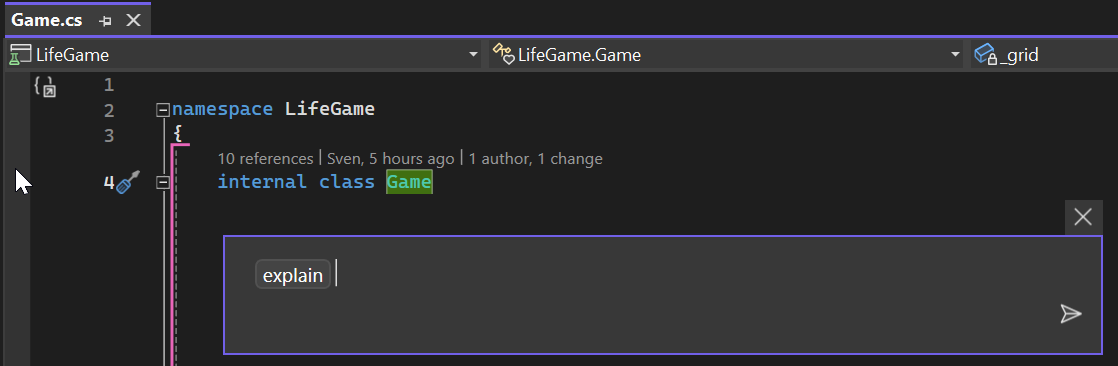 Game.cs
LifeGame LifeGame.Game _grid
1
2 namespace LifeGame
3 {
10 references | Sven, 5 hours ago | 1 author, 1 change
4 internal class Game
explain